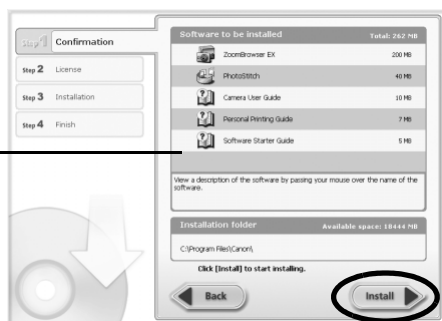 Step 1 Confirmation
Step 2 License
Step 3 Installation
Step 4 Finish
Software to be installed Total: 262 MB
ZoomBrowser EX 200 MB
PhotoStitch 40 MB
Camera User Guide 10 MB
Personal Printing Guide 7 MB
Software Starter Guide 5 MB
View a description of the software by passing your mouse over the name of the
software.
Installation folder Available space: 18444 MB
C:\Program Files\Canon\
Click [Install] to start installing.
Back Install